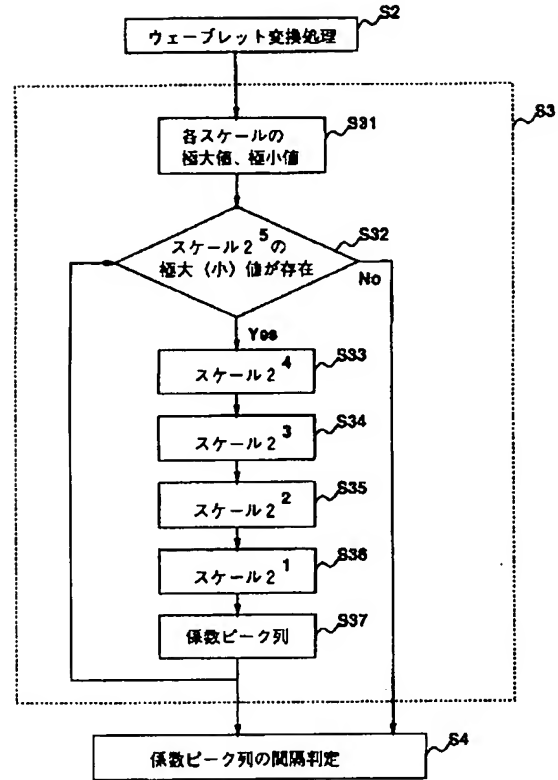 S2
ウェーブレット変換処理
S3
S31
各スケールの
極大値、極小値
S32
スケール2⁵の
極大（小）値が存在
No
Yes
S33
スケール2⁴
S34
スケール2³
S35
スケール2²
S36
スケール2¹
S37
係数ピーク列
S4
係数ピーク列の間隔判定